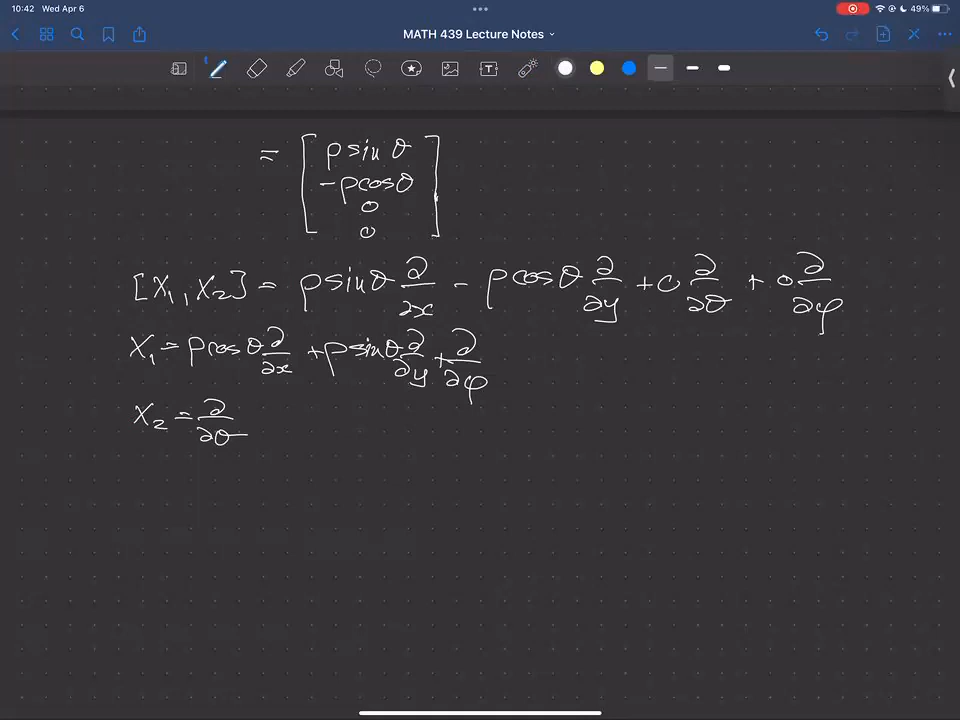 10:42 Wed Apr 6
49%
MATH 439 Lecture Notes
= [ρ sin θ
-ρ cos θ
0
0]
[X₁, X₂] = ρ sin θ ∂/∂x - ρ cos θ ∂/∂y + 0 ∂/∂θ + 0 ∂/∂φ
X₁ = ρ cos θ ∂/∂x + ρ sin θ ∂/∂y + ∂/∂φ
X₂ = ∂/∂θ